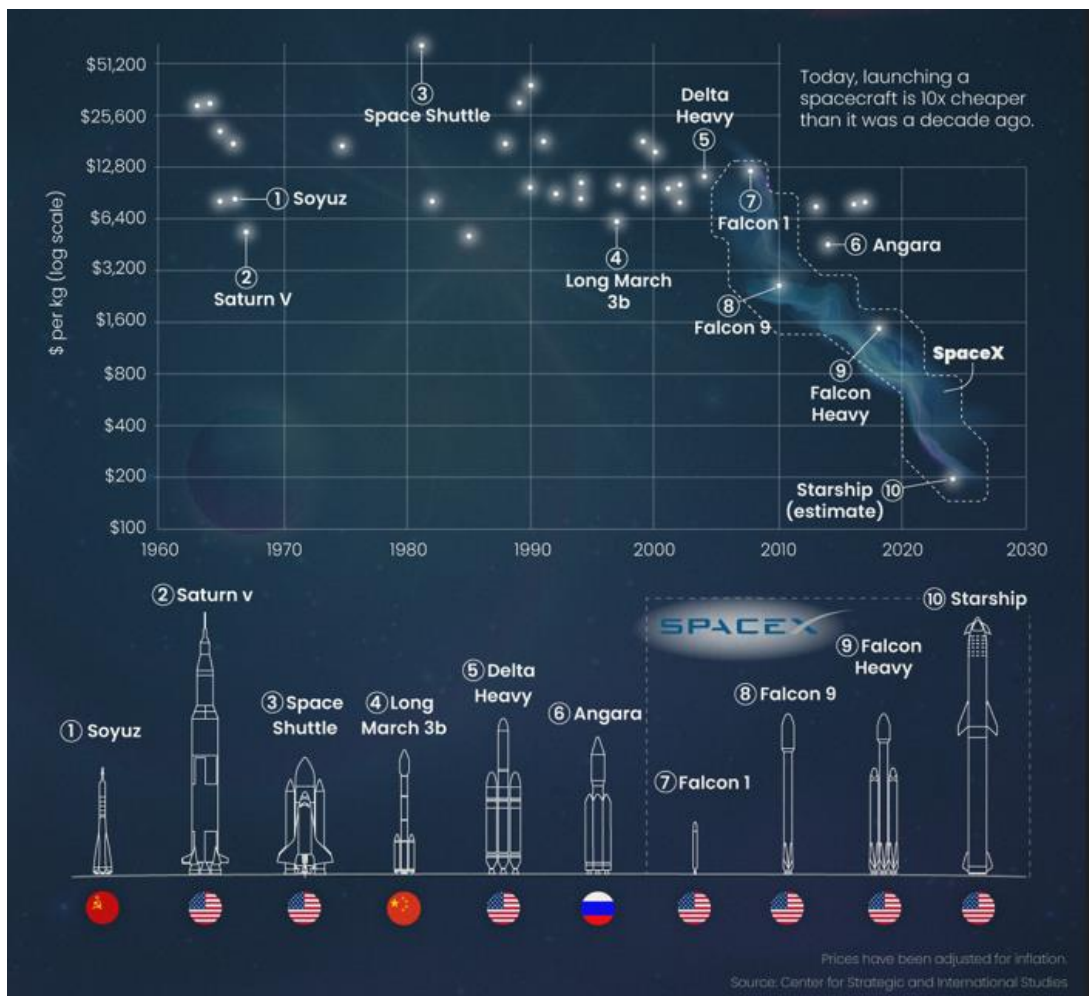 $51,200
$25,600
$12,800
$6,400
$3,200
$1,600
$800
$400
$200
$100
$ per kg (log scale)
1960 1970 1980 1990 2000 2010 2020 2030
Today, launching a
spacecraft is 10x cheaper
than it was a decade ago.
③
Space Shuttle
Delta
Heavy
⑤
① Soyuz
②
Saturn V
④
Long March
3b
⑦
Falcon 1
⑥ Angara
⑧
Falcon 9
SpaceX
⑨
Falcon
Heavy
Starship ⑩
(estimate)
① Soyuz
② Saturn v
③ Space
Shuttle
④ Long
March 3b
⑤ Delta
Heavy
⑥ Angara
SPACEX
⑦ Falcon 1
⑧ Falcon 9
⑨ Falcon
Heavy
⑩ Starship
Prices have been adjusted for inflation.
Source: Center for Strategic and International Studies